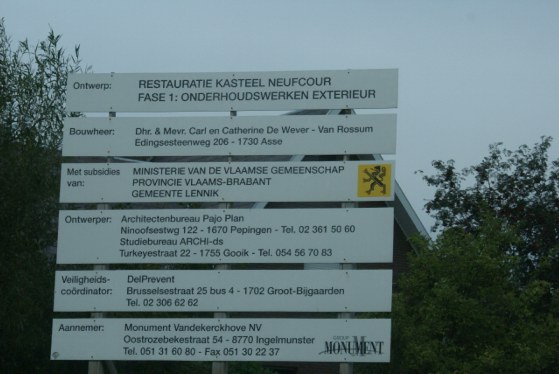 Ontwerp: RESTAURATIE KASTEEL NEUFCOUR
FASE 1: ONDERHOUDSWERKEN EXTERIEUR
Bouwheer: Dhr. & Mevr. Carl en Catherine De Wever - Van Rossum
Edingsesteenweg 206 - 1730 Asse
Met subsidies van: MINISTERIE VAN DE VLAAMSE GEMEENSCHAP
PROVINCIE VLAAMS-BRABANT
GEMEENTE LENNIK
Ontwerper: Architectenbureau Pajo Plan
Ninoofsestwg 122 - 1670 Pepingen - Tel. 02 361 50 60
Studiebureau ARCHi-ds
Turkeyestraat 22 - 1755 Gooik - Tel. 054 56 70 83
Veiligheids-coördinator: DelPrevent
Brusselsestraat 25 bus 4 - 1702 Groot-Bijgaarden
Tel. 02 306 62 62
Aannemer: Monument Vandekerckhove NV
Oostrozebekestraat 54 - 8770 Ingelmunster
Tel. 051 31 60 80 - Fax 051 30 22 37
MONUMENT